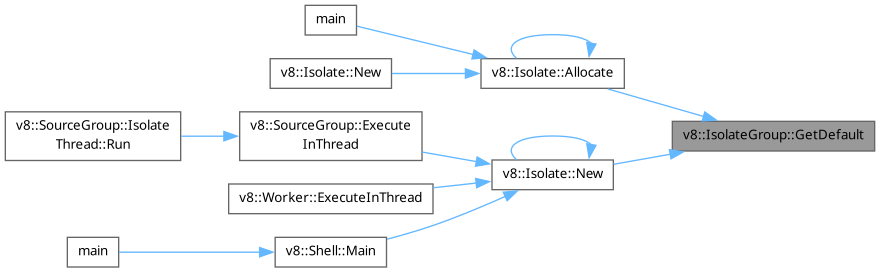 main
v8::Isolate::New
v8::Isolate::Allocate
v8::IsolateGroup::GetDefault
v8::SourceGroup::Isolate
Thread::Run
v8::SourceGroup::Execute
InThread
v8::Isolate::New
v8::Worker::ExecuteInThread
main
v8::Shell::Main